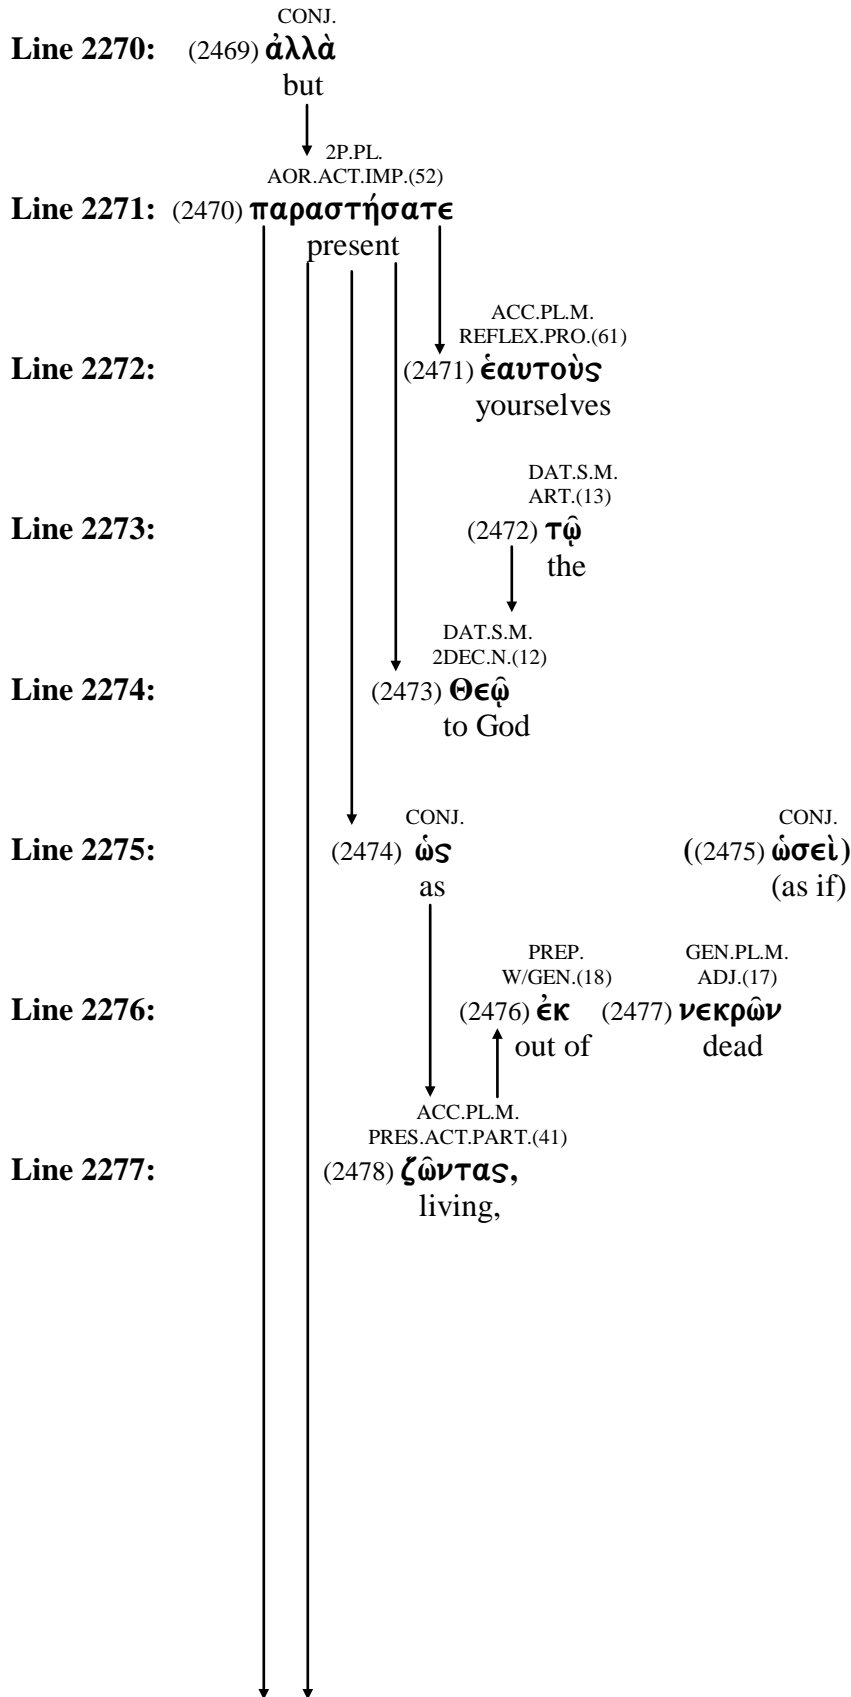 CONJ.
Line 2270: (2469) ἀλλὰ
but
2P.PL.
AOR.ACT.IMP.(52)
Line 2271: (2470) παραστήσατε
present
ACC.PL.M.
REFLEX.PRO.(61)
Line 2272: (2471) ἑαυτοὺς
yourselves
DAT.S.M.
ART.(13)
Line 2273: (2472) τῷ
the
DAT.S.M.
2DEC.N.(12)
Line 2274: (2473) Θεῷ
to God
CONJ. CONJ.
Line 2275: (2474) ὡς ((2475) ὡσεὶ)
as (as if)
PREP. GEN.PL.M.
W/GEN.(18) ADJ.(17)
Line 2276: (2476) ἐκ (2477) νεκρῶν
out of dead
ACC.PL.M.
PRES.ACT.PART.(41)
Line 2277: (2478) ζῶντας,
living,